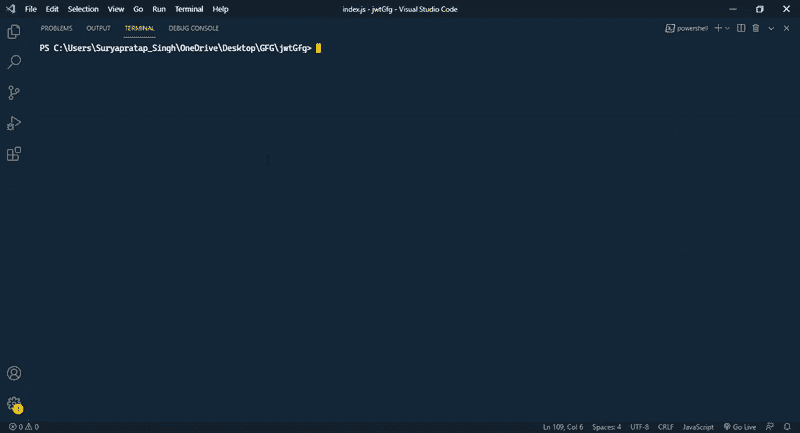 File Edit Selection View Go Run Terminal Help index.js - jwtGfg - Visual Studio Code
PROBLEMS OUTPUT TERMINAL DEBUG CONSOLE powershell
PS C:\Users\Suryapratap_Singh\OneDrive\Desktop\GFG\jwtGfg>
0 0 Ln 109, Col 6 Spaces: 4 UTF-8 CRLF JavaScript Go Live